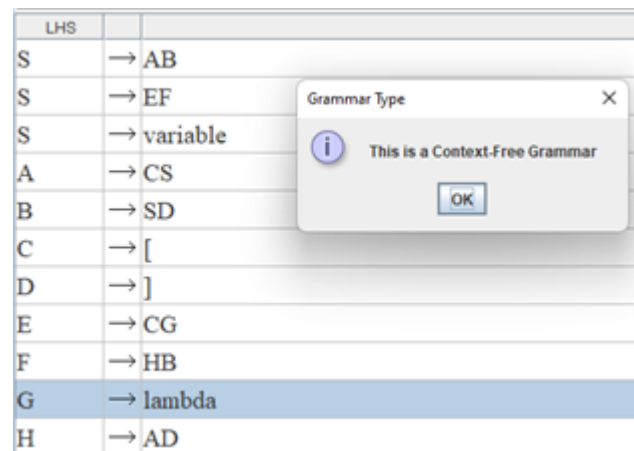 LHS
S → AB
S → EF
S → variable
A → CS
B → SD
C → [
D → ]
E → CG
F → HB
G → lambda
H → AD
Grammar Type
This is a Context-Free Grammar
OK